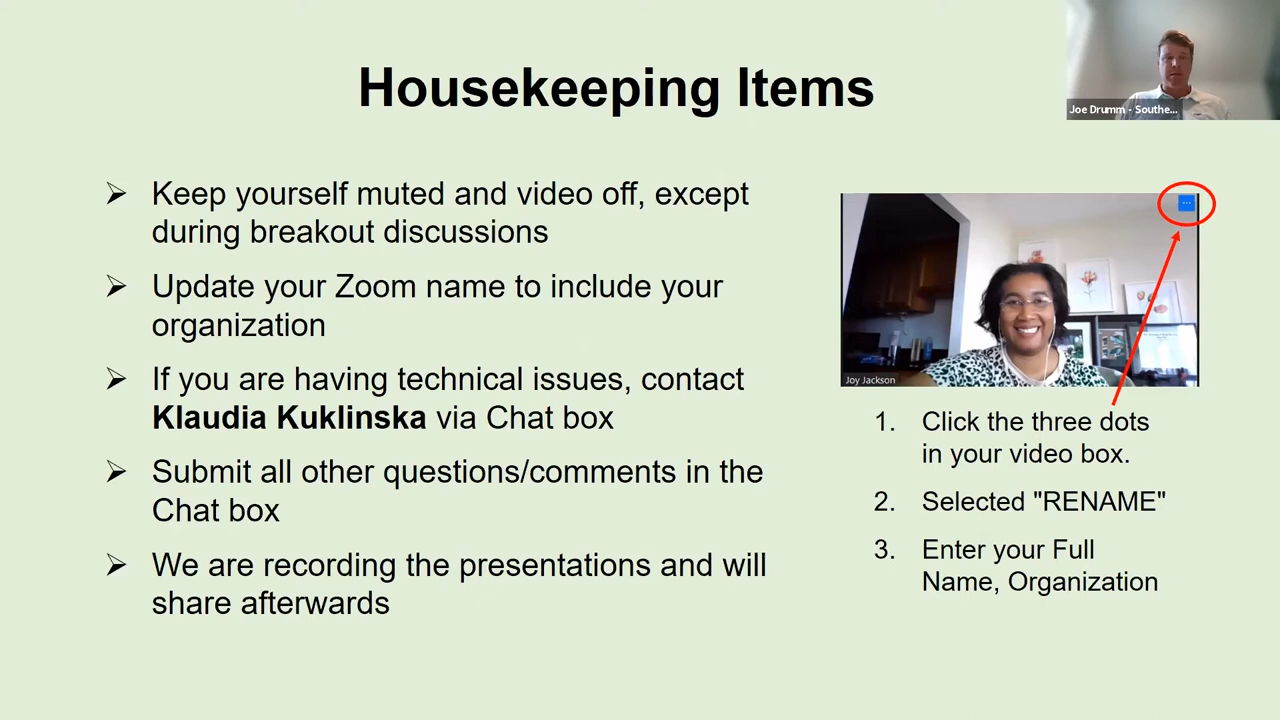 Housekeeping Items
Joe Drumm - Southe...
➢ Keep yourself muted and video off, except
during breakout discussions
➢ Update your Zoom name to include your
organization
➢ If you are having technical issues, contact
Klaudia Kuklinska via Chat box
➢ Submit all other questions/comments in the
Chat box
➢ We are recording the presentations and will
share afterwards
Joy Jackson
1. Click the three dots
in your video box.
2. Selected "RENAME"
3. Enter your Full
Name, Organization